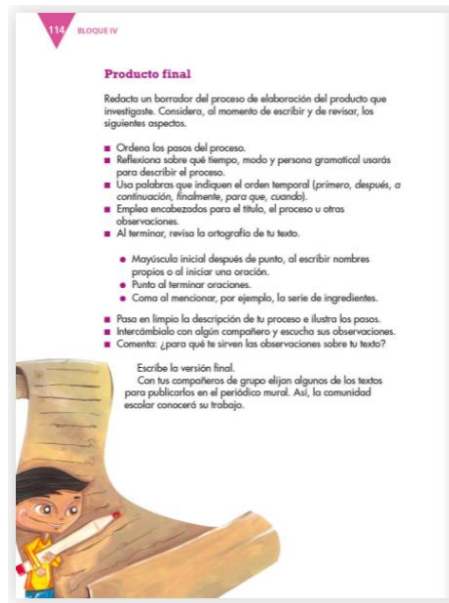 114 BLOQUE IV
Producto final
Redacta un borrador del proceso de elaboración del producto que
investigaste. Considera, al momento de escribir y de revisar, los
siguientes aspectos.
■ Ordena los pasos del proceso.
■ Reflexiona sobre qué tiempo, modo y persona gramatical usarás
para describir el proceso.
■ Usa palabras que indiquen el orden temporal (primero, después, a
continuación, finalmente, para que, cuando).
■ Emplea encabezados para el título, el proceso u otras
observaciones.
■ Al terminar, revisa la ortografía de tu texto.
● Mayúscula inicial después de punto, al escribir nombres
propios o al iniciar una oración.
● Punto al terminar oraciones.
● Coma al mencionar, por ejemplo, la serie de ingredientes.
■ Pasa en limpio la descripción de tu proceso e ilustra los pasos.
■ Intercámbialo con algún compañero y escucha sus observaciones.
■ Comenta: ¿para qué te sirven las observaciones sobre tu texto?
Escribe la versión final.
Con tus compañeros de grupo elijan algunos de los textos
para publicarlos en el periódico mural. Así, la comunidad
escolar conocerá su trabajo.